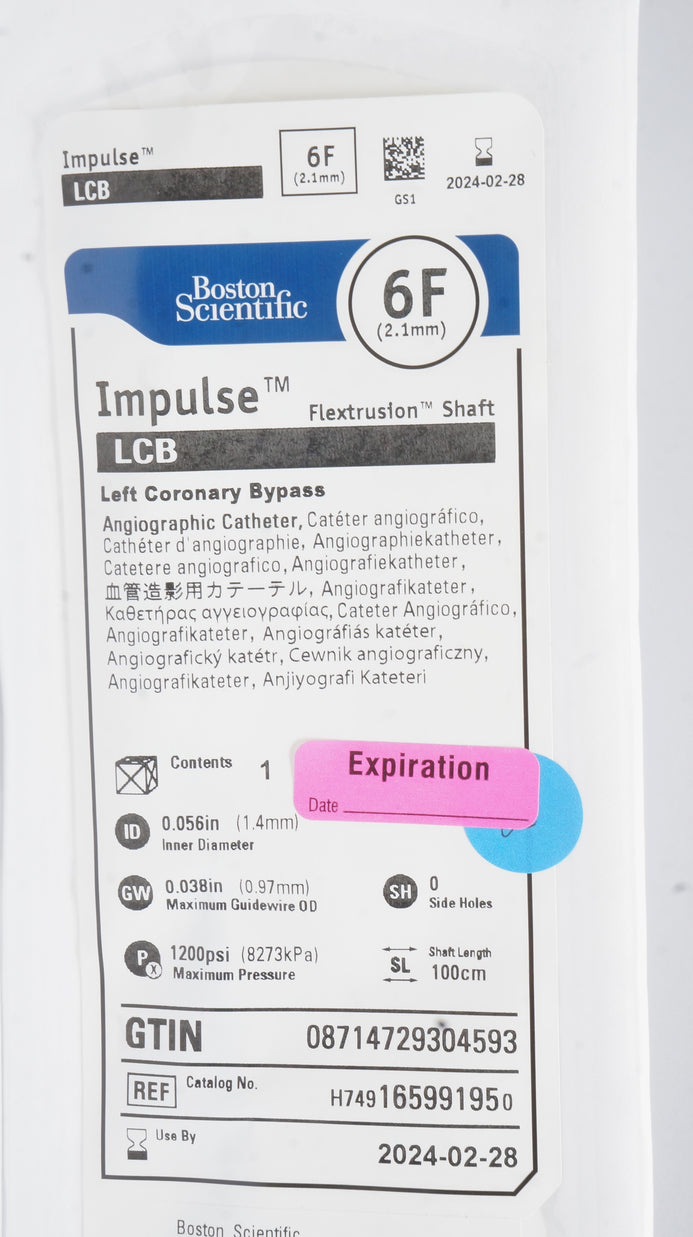 Impulse™
LCB
6F
(2.1mm)
GS1
2024-02-28
Boston
Scientific
6F
(2.1mm)
Impulse™ Flextrusion™ Shaft
LCB
Left Coronary Bypass
Angiographic Catheter, Catéter angiográfico,
Cathéter d'angiographie, Angiographiekatheter,
Catetere angiografico, Angiografiekatheter,
血管造影用カテーテル, Angiografikateter,
Καθετήρας αγγειογραφίας, Cateter Angiográfico,
Angiografikateter, Angiográfiás katéter,
Angiografický katétr, Cewnik angiograficzny,
Angiografikateter, Anjiyografi Kateteri
Contents 1
Expiration
Date
ID 0.056in (1.4mm)
Inner Diameter
GW 0.038in (0.97mm)
Maximum Guidewire OD
SH 0
Side Holes
PX 1200psi (8273kPa)
Maximum Pressure
SL Shaft Length
100cm
GTIN 08714729304593
REF Catalog No. H749165991950
Use By 2024-02-28
Boston Scientific